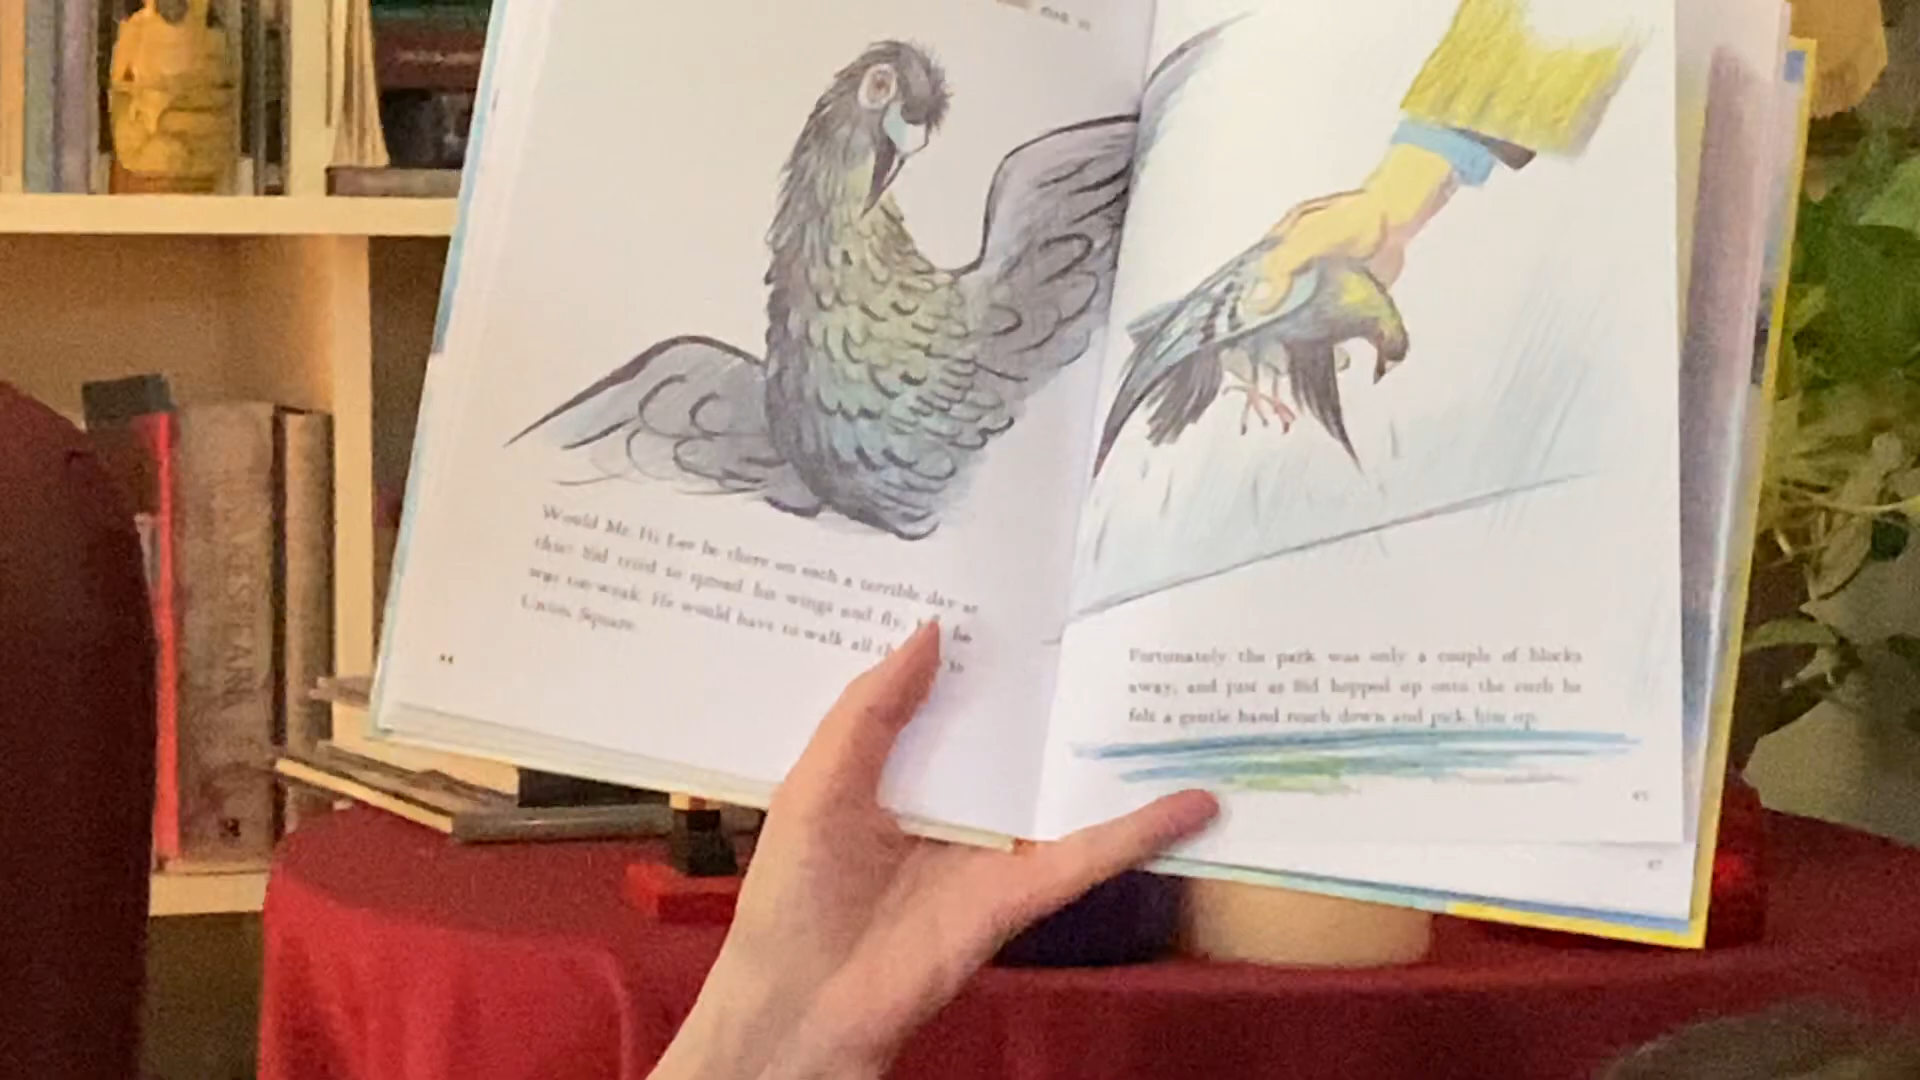 Would Mr. Hi Lee be there on such a terrible day as
this? Sid tried to spread his wings and fly, he
was too weak. He would have to walk all to
Union Square.
44
Fortunately the park was only a couple of blocks
away, and just as Sid hopped up onto the curb he
felt a gentle hand reach down and pick him up.
45
47